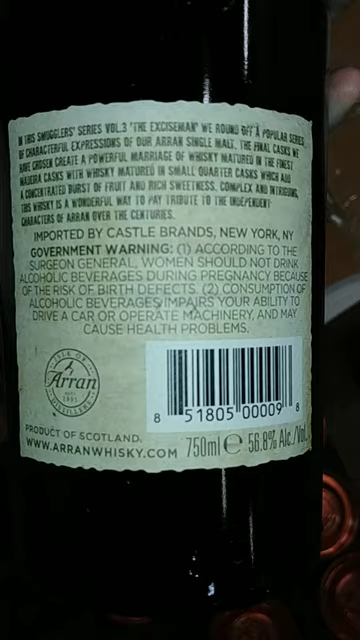 IN THIS SMUGGLERS' SERIES VOL.3 'THE EXCISEMAN' WE ROUND OFF A POPULAR SERIES
OF CHARACTERFUL EXPRESSIONS OF OUR ARRAN SINGLE MALT. THE FINAL CASKS WE
HAVE CHOSEN CREATE A POWERFUL MARRIAGE OF WHISKY MATURED IN THE FINEST
MADEIRA CASKS WITH WHISKY MATURED IN SMALL QUARTER CASKS WHICH ADD
A CONCENTRATED BURST OF FRUIT AND RICH SWEETNESS. COMPLEX AND INTRIGUING,
THIS WHISKY IS A WONDERFUL WAY TO PAY TRIBUTE TO THE INDEPENDENT
CHARACTERS OF ARRAN OVER THE CENTURIES.
IMPORTED BY CASTLE BRANDS, NEW YORK, NY
GOVERNMENT WARNING: (1) ACCORDING TO THE
SURGEON GENERAL, WOMEN SHOULD NOT DRINK
ALCOHOLIC BEVERAGES DURING PREGNANCY BECAUSE
OF THE RISK OF BIRTH DEFECTS. (2) CONSUMPTION OF
ALCOHOLIC BEVERAGES IMPAIRS YOUR ABILITY TO
DRIVE A CAR OR OPERATE MACHINERY, AND MAY
CAUSE HEALTH PROBLEMS.
ISLE OF
Arran
ESTD
1995
DISTILLERS
8 51805 00009 8
PRODUCT OF SCOTLAND.
WWW.ARRANWHISKY.COM 750ml e 56.8% Alc./Vol.